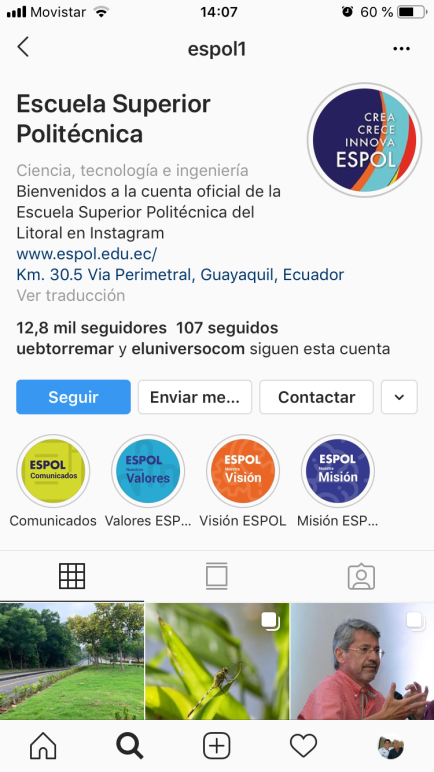 Movistar 14:07 60 %
espol1
Escuela Superior
Politécnica
CREA
CRECE
INNOVA
ESPOL
Ciencia, tecnología e ingeniería
Bienvenidos a la cuenta oficial de la
Escuela Superior Politécnica del
Litoral en Instagram
www.espol.edu.ec/
Km. 30.5 Via Perimetral, Guayaquil, Ecuador
Ver traducción
12,8 mil seguidores 107 seguidos
uebtorremar y eluniversocom siguen esta cuenta
Seguir Enviar me... Contactar
ESPOL
Comunicados
ESPOL
Nuestros
Valores
ESPOL
Nuestra
Visión
ESPOL
Nuestra
Misión
Comunicados Valores ESP... Visión ESPOL Misión ESP...